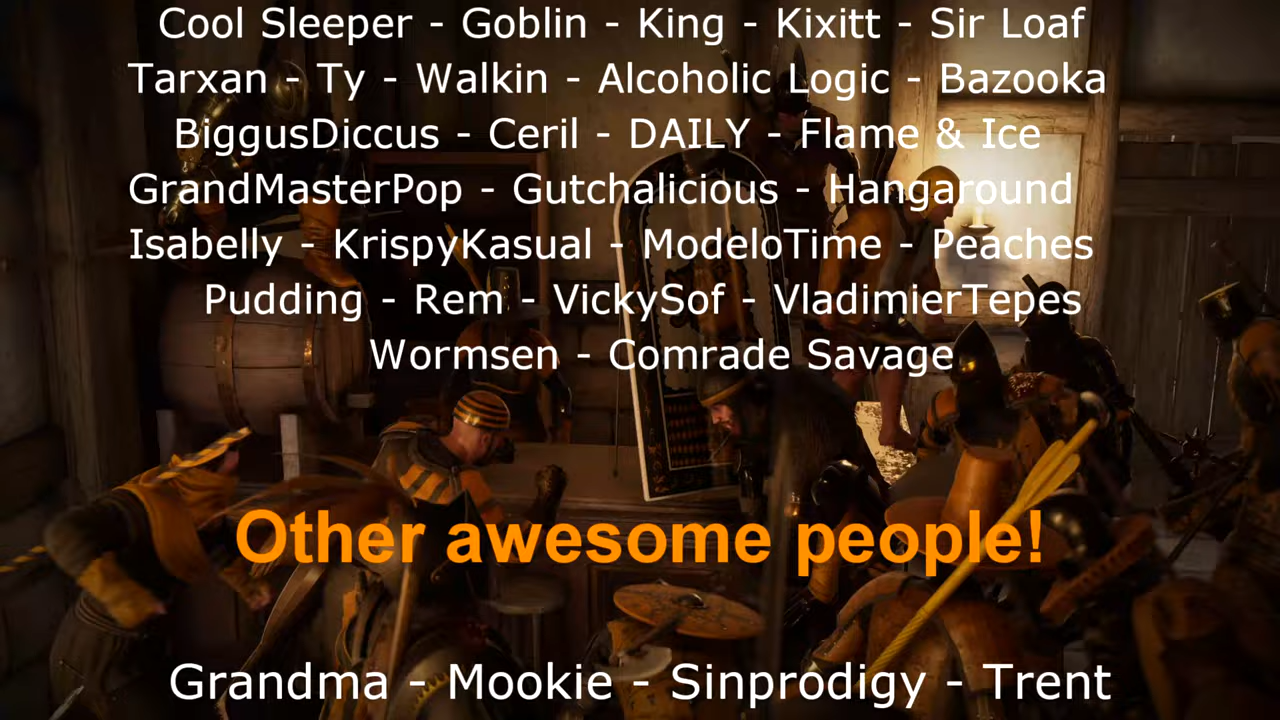 Cool Sleeper - Goblin - King - Kixitt - Sir Loaf
Tarxan - Ty - Walkin - Alcoholic Logic - Bazooka
BiggusDiccus - Ceril - DAILY - Flame & Ice
GrandMasterPop - Gutchalicious - Hangaround
Isabelly - KrispyKasual - ModeloTime - Peaches
Pudding - Rem - VickySof - VladimierTepes
Wormsen - Comrade Savage
Other awesome people!
Grandma - Mookie - Sinprodigy - Trent